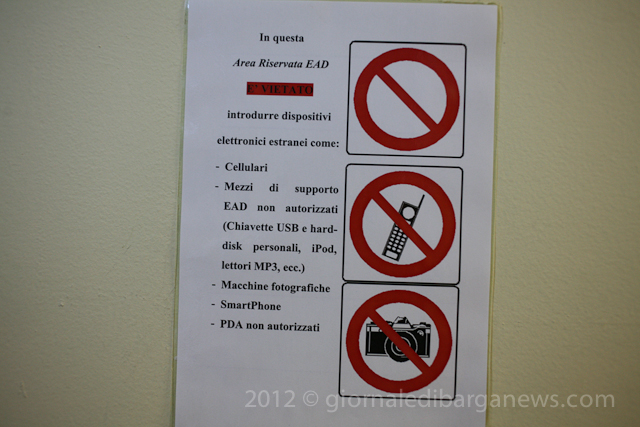 In questa
Area Riservata EAD
E' VIETATO
introdurre dispositivi
elettronici estranei come:
- Cellulari
- Mezzi di supporto
EAD non autorizzati
(Chiavette USB e hard-
disk personali, iPod,
lettori MP3, ecc.)
- Macchine fotografiche
- SmartPhone
- PDA non autorizzati
2012 © giornaledibarganews.com